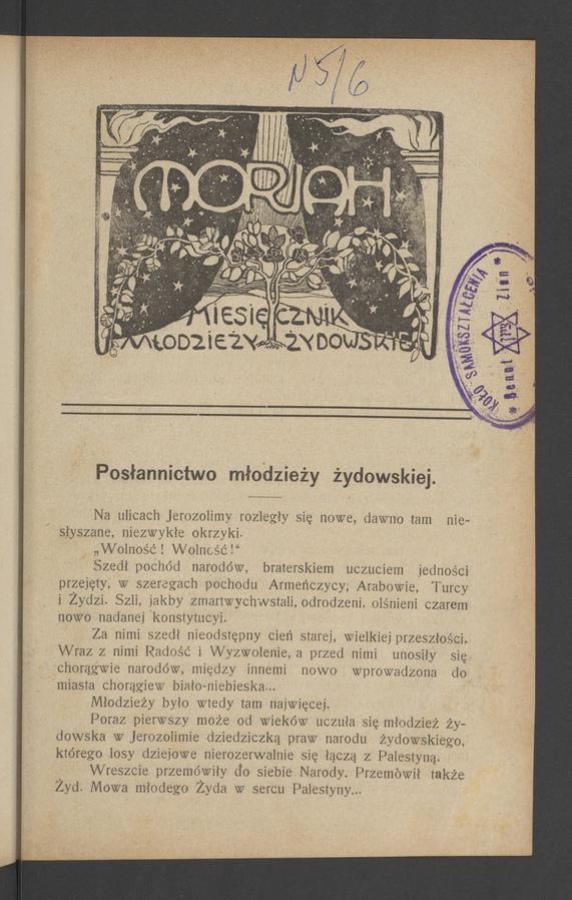 N 5/6
MORJAH
MIESIĘCZNIK
MŁODZIEŻY ŻYDOWSKIEJ
KOŁO SAMOKSZTAŁCENIA
* Benot Zion *
Posłannictwo młodzieży żydowskiej.
Na ulicach Jerozolimy rozległy się nowe, dawno tam nie-
słyszane, niezwykłe okrzyki.
„Wolność! Wolność!“
Szedł pochód narodów, braterskiem uczuciem jedności
przejęty, w szeregach pochodu Armeńczycy, Arabowie, Turcy
i Żydzi. Szli, jakby zmartwychwstali, odrodzeni, olśnieni czarem
nowo nadanej konstytucyi.
Za nimi szedł nieodstępny cień starej, wielkiej przeszłości.
Wraz z nimi Radość i Wyzwolenie, a przed nimi unosiły się
chorągwie narodów, między innemi nowo wprowadzona do
miasta chorągiew biało-niebieska...
Młodzieży było wtedy tam najwięcej.
Poraz pierwszy może od wieków uczuła się młodzież ży-
dowska w Jerozolimie dziedziczką praw narodu żydowskiego,
którego losy dziejowe nierozerwalnie się łączą z Palestyną.
Wreszcie przemówiły do siebie Narody. Przemówił także
Żyd. Mowa młodego Żyda w sercu Palestyny...